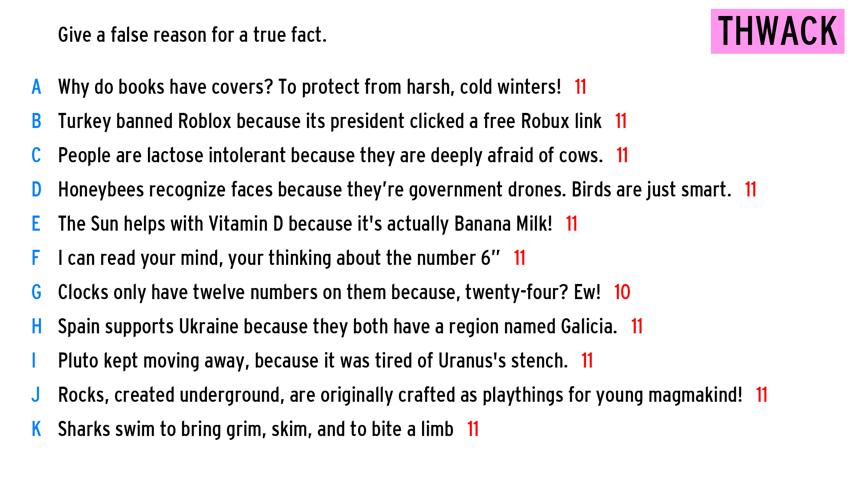 Give a false reason for a true fact.
THWACK
A Why do books have covers? To protect from harsh, cold winters! 11
B Turkey banned Roblox because its president clicked a free Robux link 11
C People are lactose intolerant because they are deeply afraid of cows. 11
D Honeybees recognize faces because they're government drones. Birds are just smart. 11
E The Sun helps with Vitamin D because it's actually Banana Milk! 11
F I can read your mind, your thinking about the number 6’’ 11
G Clocks only have twelve numbers on them because, twenty-four? Ew! 10
H Spain supports Ukraine because they both have a region named Galicia. 11
I Pluto kept moving away, because it was tired of Uranus's stench. 11
J Rocks, created underground, are originally crafted as playthings for young magmakind! 11
K Sharks swim to bring grim, skim, and to bite a limb 11